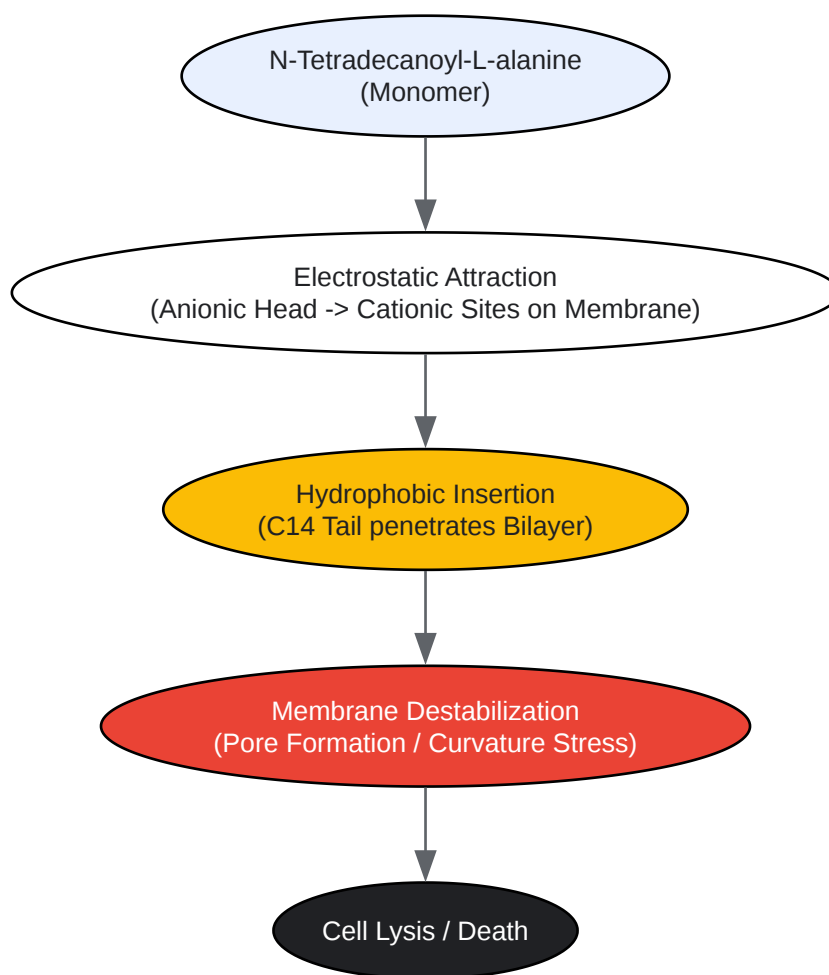 N-Tetradecanoyl-L-alanine
(Monomer)
Electrostatic Attraction
(Anionic Head -> Cationic Sites on Membrane)
Hydrophobic Insertion
(C14 Tail penetrates Bilayer)
Membrane Destabilization
(Pore Formation / Curvature Stress)
Cell Lysis / Death